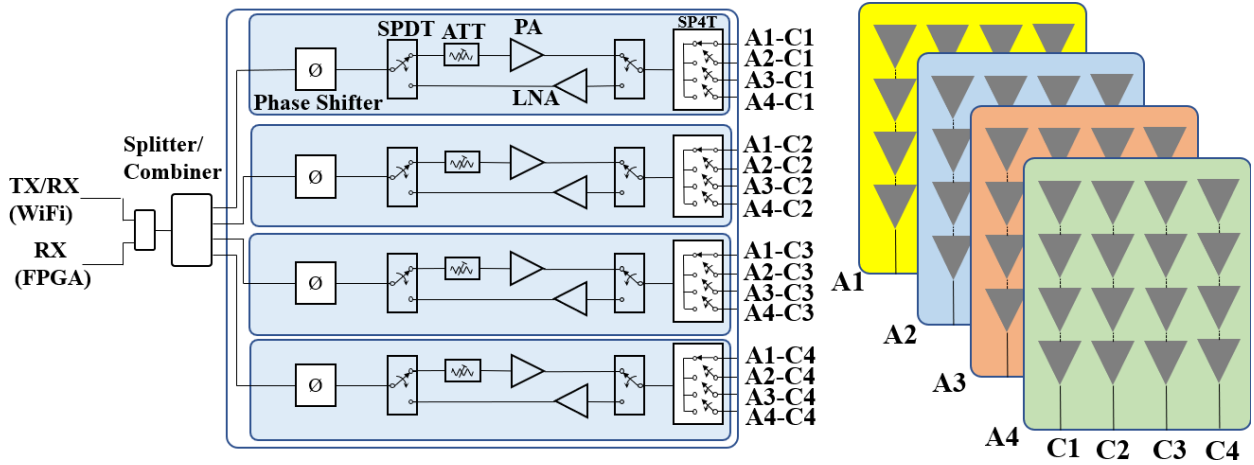 SPDT
ATT
PA
SP4T
Ø
Phase Shifter
LNA
A1-C1
A2-C1
A3-C1
A4-C1
Splitter/
Combiner
Ø
A1-C2
A2-C2
A3-C2
A4-C2
TX/RX
(WiFi)
RX
(FPGA)
Ø
A1-C3
A2-C3
A3-C3
A4-C3
Ø
A1-C4
A2-C4
A3-C4
A4-C4
A1
A2
A3
A4
C1
C2
C3
C4